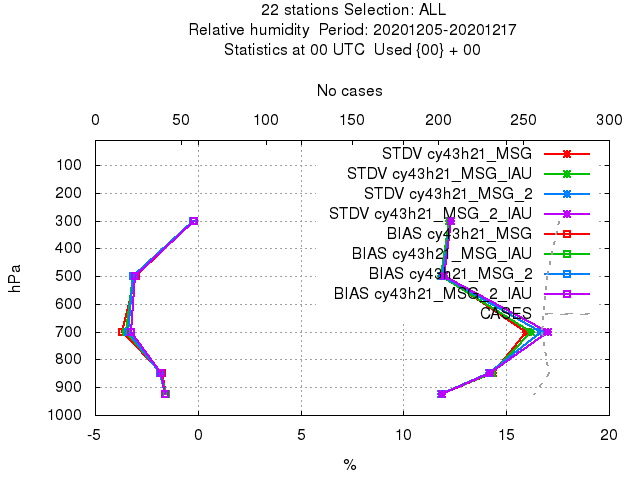 22 stations Selection: ALL
Relative humidity  Period: 20201205-20201217
Statistics at 00 UTC  Used {00} + 00
No cases
0 50 100 150 200 250 300
STDV cy43h21_MSG
STDV cy43h21_MSG_IAU
STDV cy43h21_MSG_2
STDV cy43h21_MSG_2_IAU
BIAS cy43h21_MSG
BIAS cy43h21_MSG_IAU
BIAS cy43h21_MSG_2
BIAS cy43h21_MSG_2_IAU
CASES
hPa
100
200
300
400
500
600
700
800
900
1000
-5 0 5 10 15 20
%